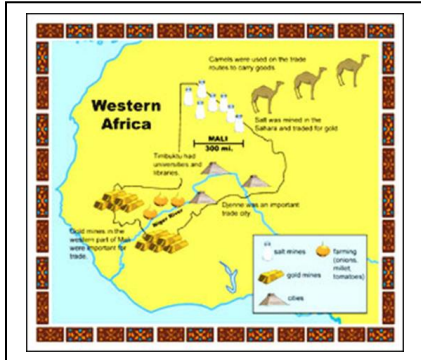 Camels were used on the trade
routes to carry goods.
Western
Africa
Salt was mined in the
Sahara and traded for gold
MALI
300 mi.
Timbuktu had
universities and
libraries.
Djenne was an important
trade city
Niger River
Gold mines in the
western part of Mali
were important for
trade.
salt mines
farming
(onions,
millet,
tomatoes)
gold mines
cities